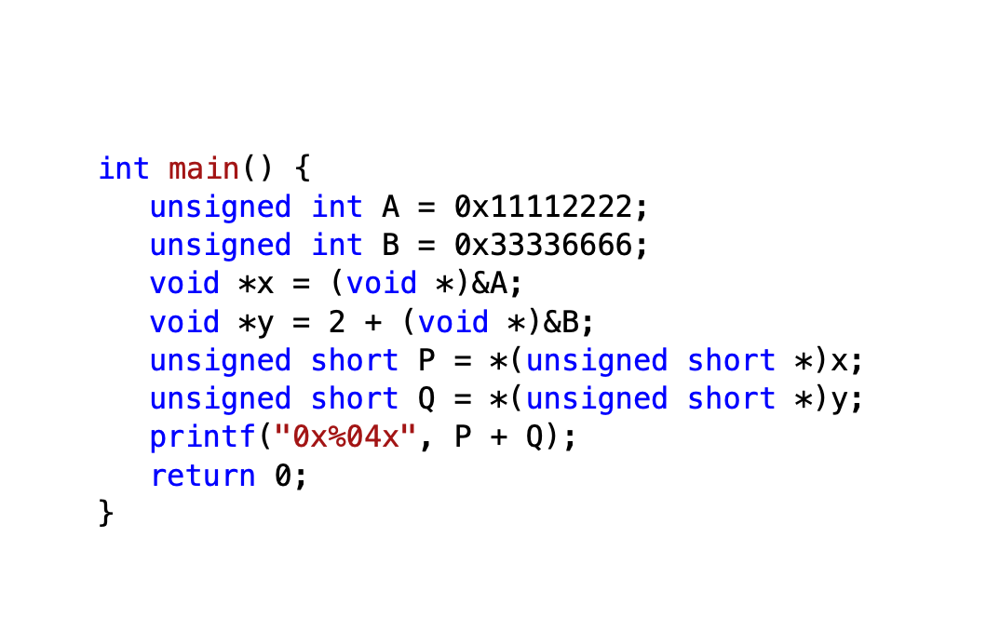 int main() {
unsigned int A = 0x11112222;
unsigned int B = 0x33336666;
void *x = (void *)&A;
void *y = 2 + (void *)&B;
unsigned short P = *(unsigned short *)x;
unsigned short Q = *(unsigned short *)y;
printf("0x%04x", P + Q);
return 0;
}